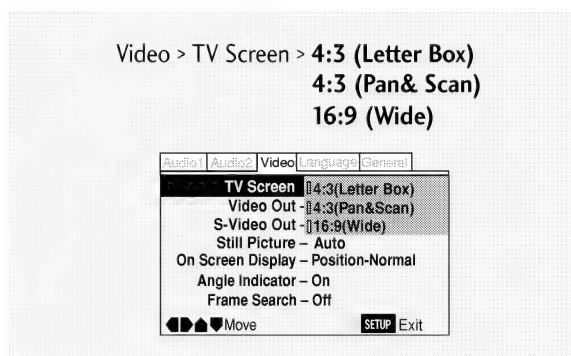 Video > TV Screen > 4:3 (Letter Box)
4:3 (Pan& Scan)
16:9 (Wide)
Audio1 Audio2 Video Language General
TV Screen 4:3(Letter Box)
Video Out - 4:3(Pan&Scan)
S-Video Out - 16:9(Wide)
Still Picture – Auto
On Screen Display – Position-Normal
Angle Indicator – On
Frame Search – Off
Move SETUP Exit